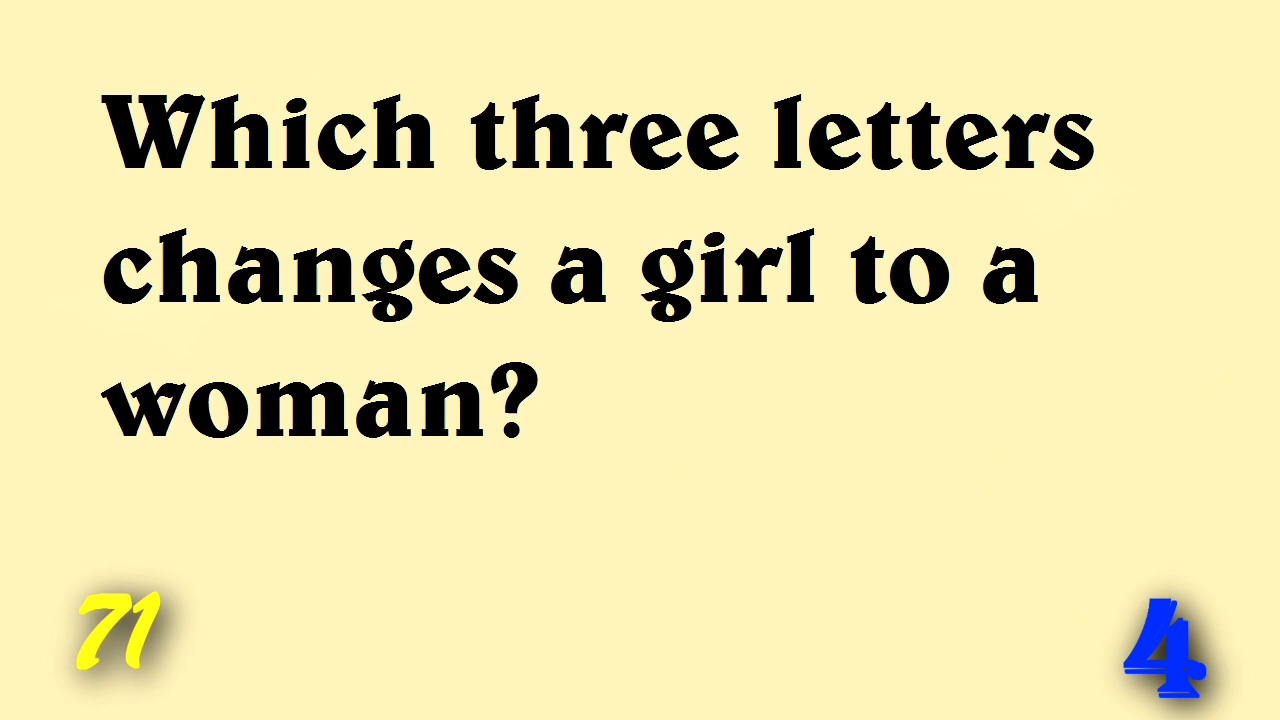 Which three letters
changes a girl to a
woman?
71
4